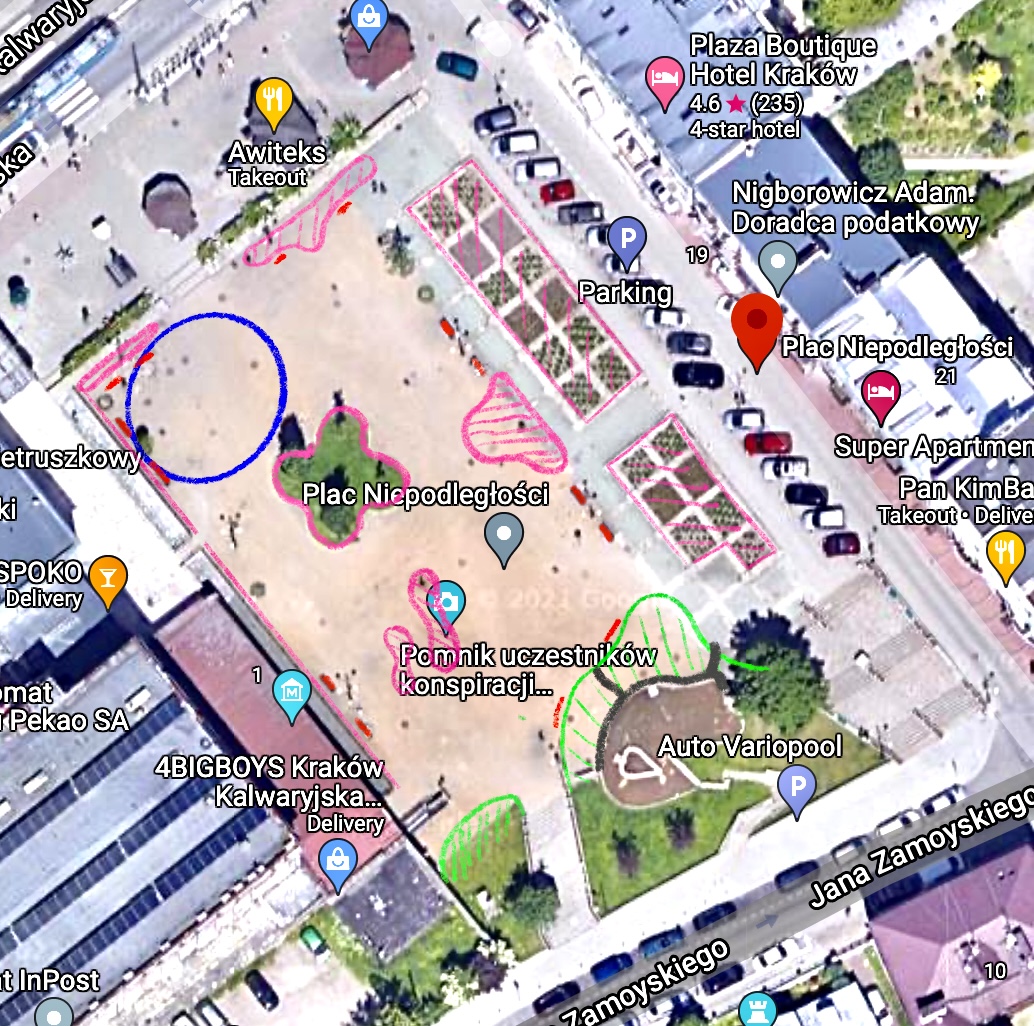 kalwaryjs
ska
Plaza Boutique
Hotel Kraków
4.6 ★ (235)
4-star hotel
Awiteks
Takeout
Nigborowicz Adam.
Doradca podatkowy
P
19
Parking
Plac Niepodległości
21
Super Apartmen
etruszkowy
ki
Plac Niepodległości
Pan KimBa
Takeout · Delive
SPOKO
Delivery
2021 Goo
Pomnik uczestników
konspiracji...
1
omat
u Pekao SA
Auto Variopool
P
4BIGBOYS Kraków
Kalwaryjska...
Delivery
Jana Zamoyskiego
Zamoyskiego
at InPost
10